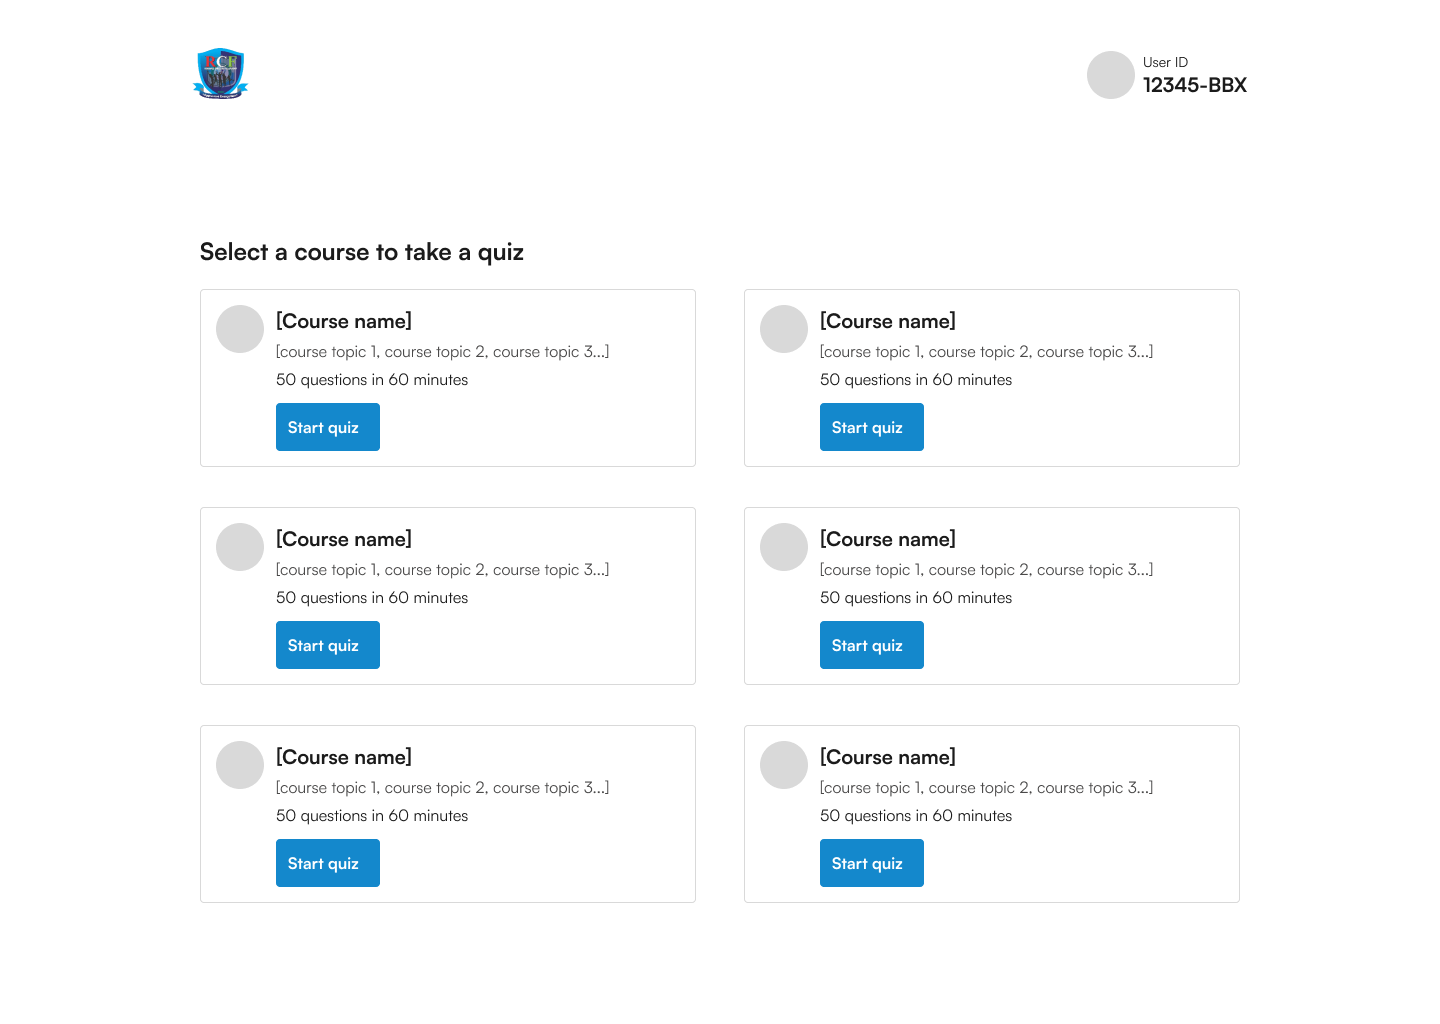 RCF
User ID
12345-BBX
Select a course to take a quiz
[Course name]
[course topic 1, course topic 2, course topic 3...]
50 questions in 60 minutes
Start quiz
[Course name]
[course topic 1, course topic 2, course topic 3...]
50 questions in 60 minutes
Start quiz
[Course name]
[course topic 1, course topic 2, course topic 3...]
50 questions in 60 minutes
Start quiz
[Course name]
[course topic 1, course topic 2, course topic 3...]
50 questions in 60 minutes
Start quiz
[Course name]
[course topic 1, course topic 2, course topic 3...]
50 questions in 60 minutes
Start quiz
[Course name]
[course topic 1, course topic 2, course topic 3...]
50 questions in 60 minutes
Start quiz